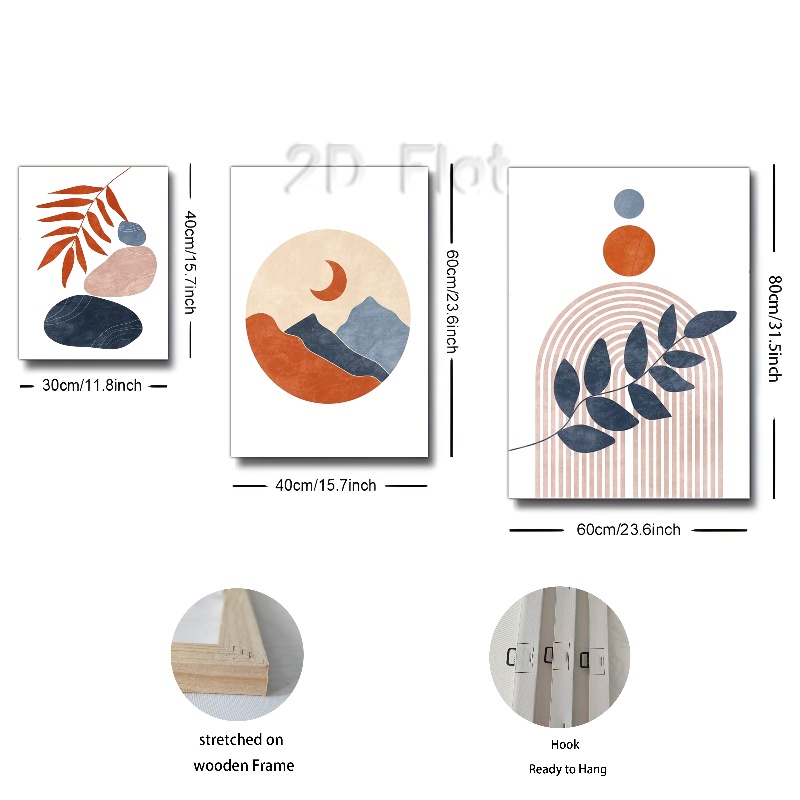 2D Flat
40cm/15.7inch
30cm/11.8inch
60cm/23.6inch
40cm/15.7inch
80cm/31.5inch
60cm/23.6inch
stretched on
wooden Frame
Hook
Ready to Hang